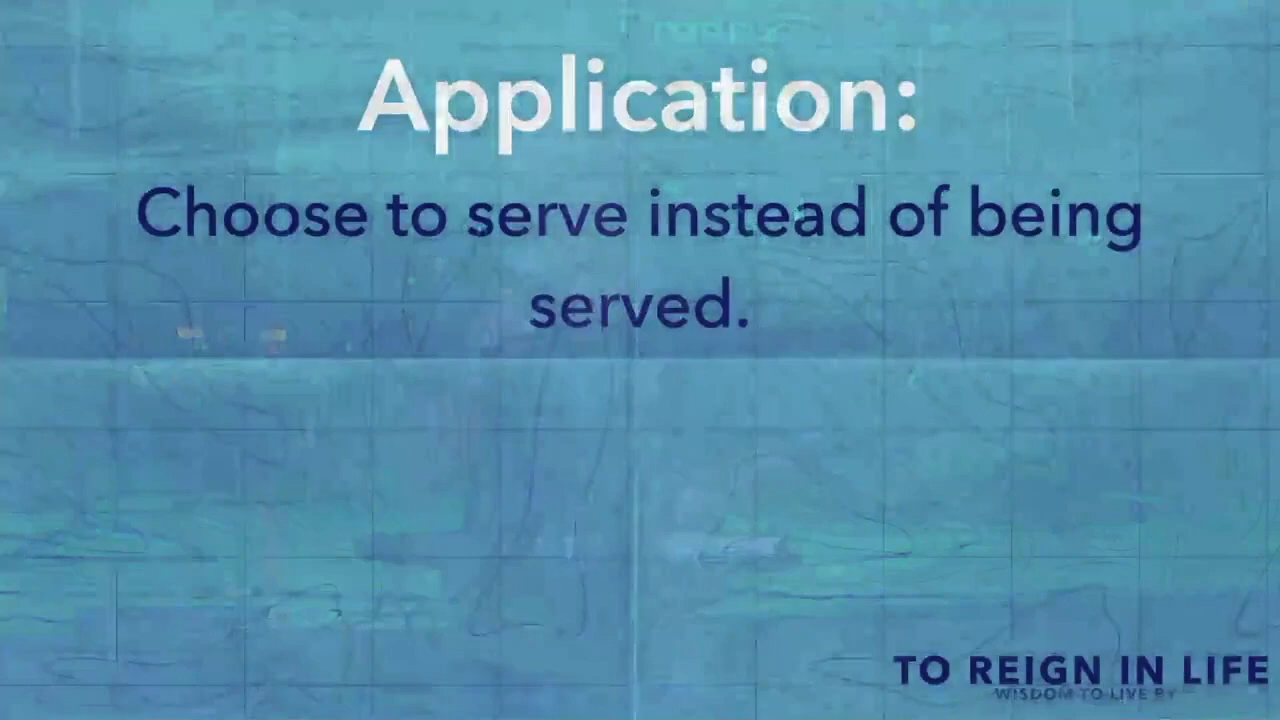 Application:
Choose to serve instead of being
served.
TO REIGN IN LIFE
WISDOM TO LIVE BY